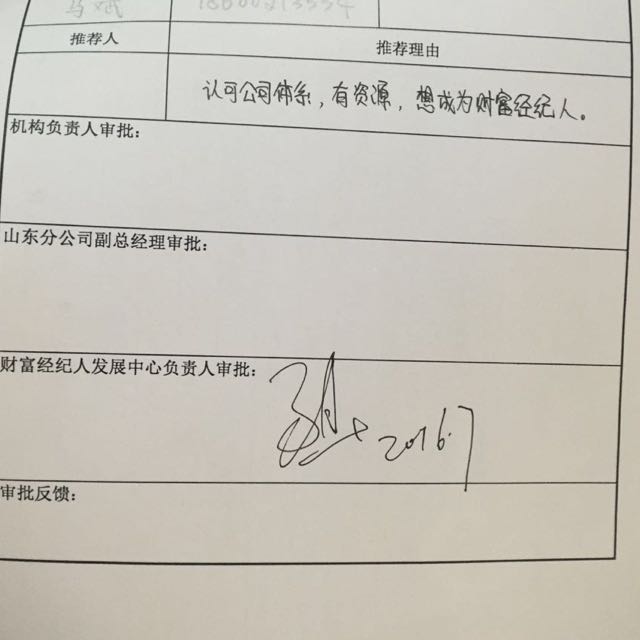 马斌
推荐人
推荐理由
认可公司体系，有资源，想成为财富经纪人。
机构负责人审批：
山东分公司副总经理审批：
财富经纪人发展中心负责人审批：
2016.7
审批反馈：